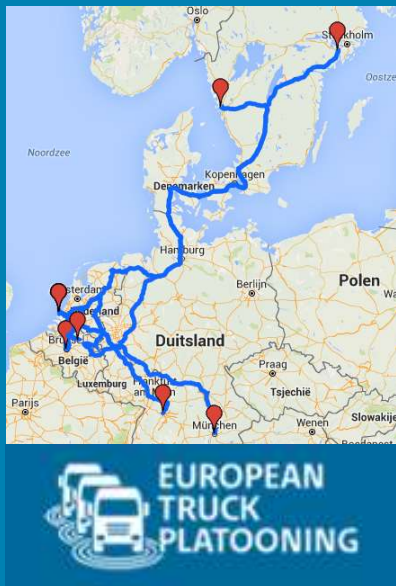 Oslo
Stockholm
Oostze
Noordzee
Kopenhagen
Denemarken
Hamburg
Amsterdam
Nederland
Berlijn
Polen
Brussel
Duitsland
België
Luxemburg
Praag
Tsjechië
Frankfurt
am Main
Parijs
Slowakije
München
Wenen
EUROPEAN
TRUCK
PLATOONING